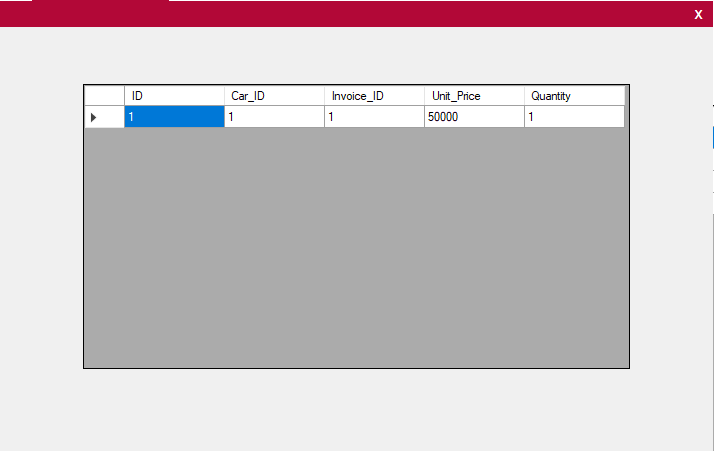 X
ID Car_ID Invoice_ID Unit_Price Quantity
1 1 1 50000 1